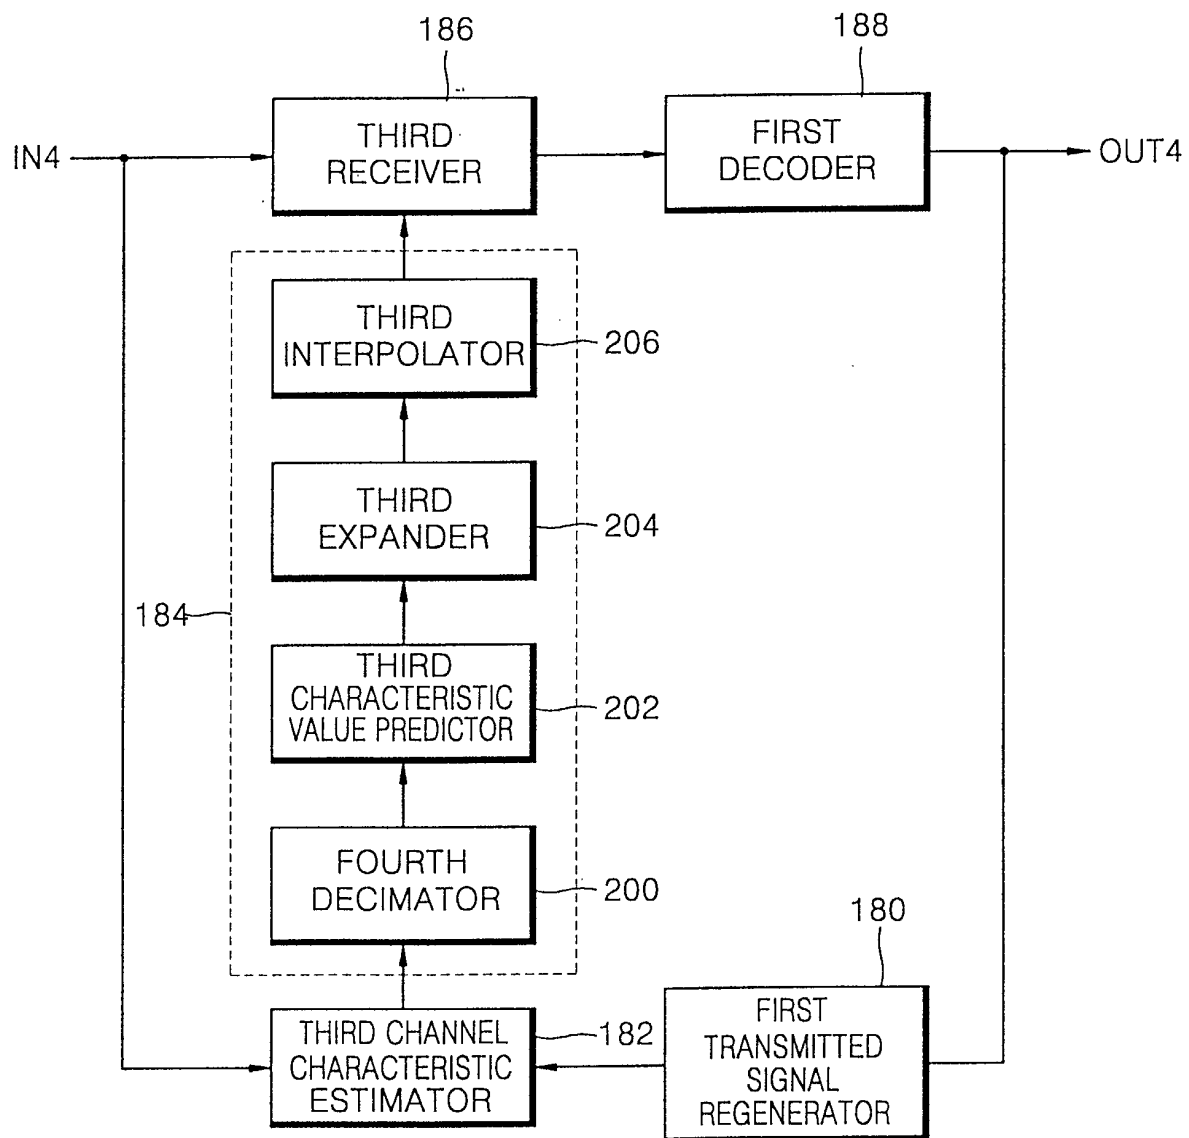 186
188
IN4
THIRD
RECEIVER
FIRST
DECODER
OUT4
THIRD
INTERPOLATOR
206
THIRD
EXPANDER
204
184
THIRD
CHARACTERISTIC
VALUE PREDICTOR
202
FOURTH
DECIMATOR
200
180
THIRD CHANNEL
CHARACTERISTIC
ESTIMATOR
182
FIRST
TRANSMITTED
SIGNAL
REGENERATOR